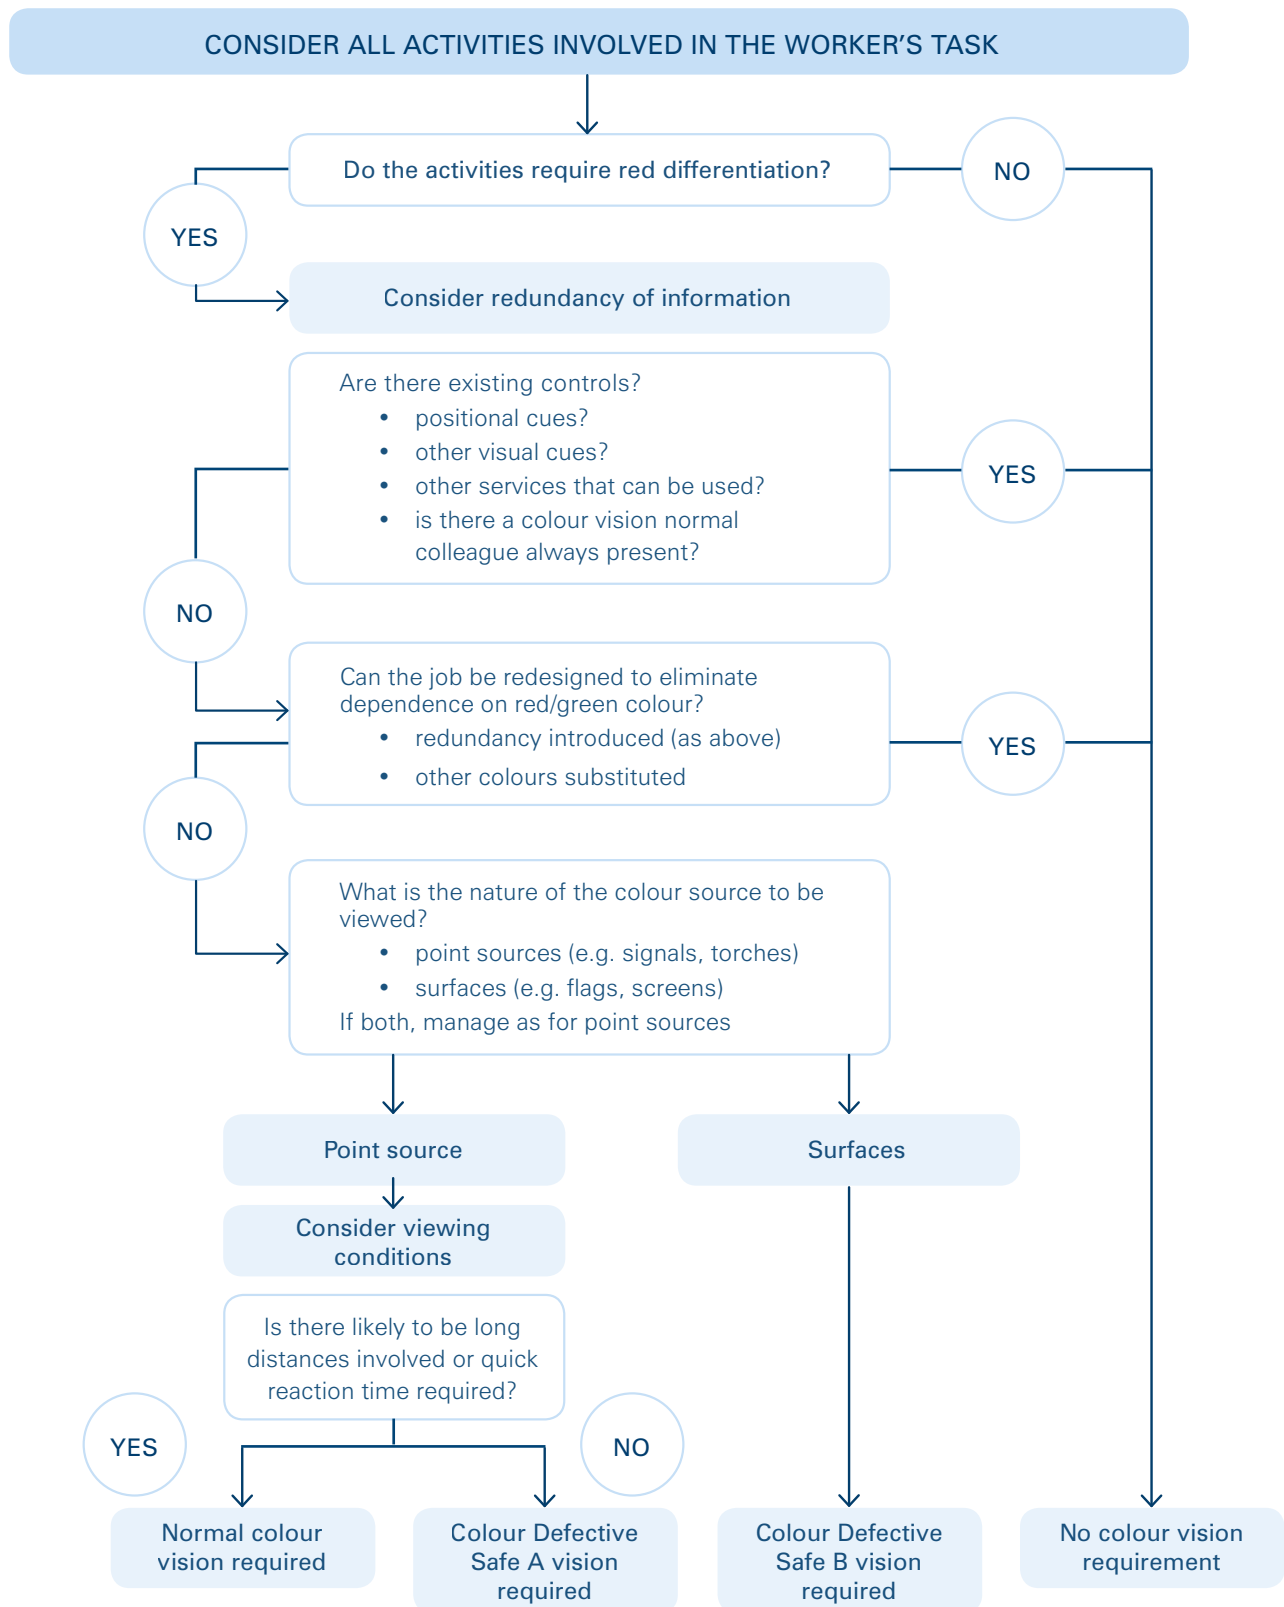 CONSIDER ALL ACTIVITIES INVOLVED IN THE WORKER’S TASK
Do the activities require red differentiation?
NO
YES
Consider redundancy of information
Are there existing controls?
• positional cues?
• other visual cues?
• other services that can be used?
• is there a colour vision normal
colleague always present?
YES
NO
Can the job be redesigned to eliminate
dependence on red/green colour?
• redundancy introduced (as above)
• other colours substituted
YES
NO
What is the nature of the colour source to be
viewed?
• point sources (e.g. signals, torches)
• surfaces (e.g. flags, screens)
If both, manage as for point sources
Point source
Surfaces
Consider viewing
conditions
Is there likely to be long
distances involved or quick
reaction time required?
YES
NO
Normal colour
vision required
Colour Defective
Safe A vision
required
Colour Defective
Safe B vision
required
No colour vision
requirement